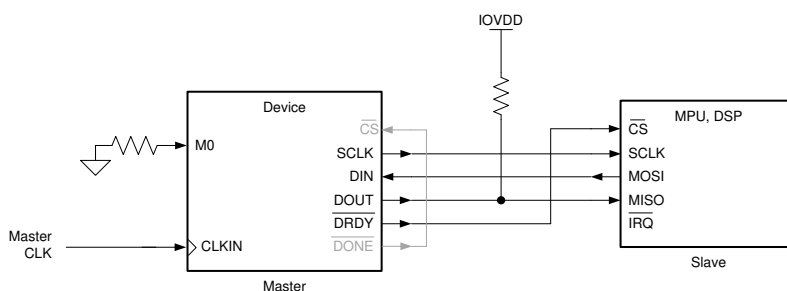 IOVDD
Device
M0
CS
SCLK
DIN
DOUT
DRDY
DONE
Master
CLK
CLKIN
Master
MPU, DSP
CS
SCLK
MOSI
MISO
IRQ
Slave